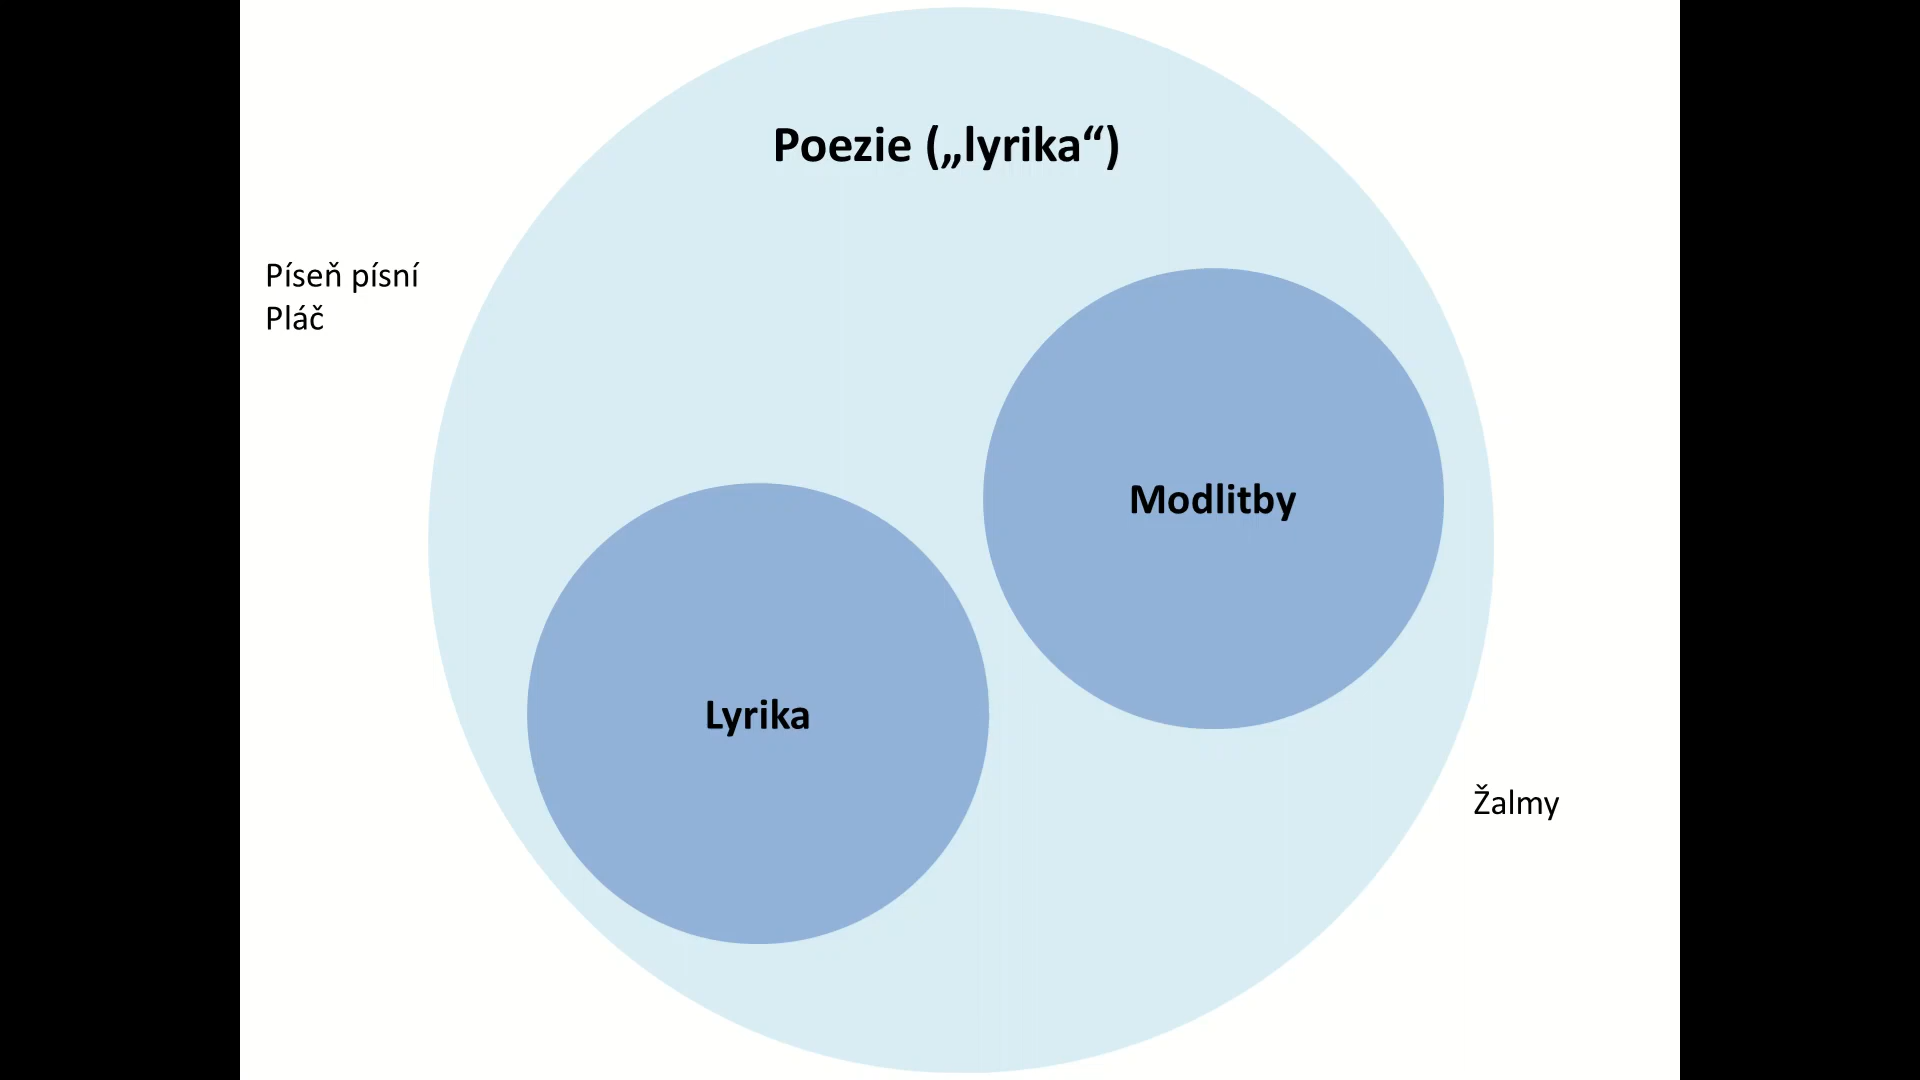 Poezie („lyrika“)
Píseň písní
Pláč
Modlitby
Lyrika
Žalmy